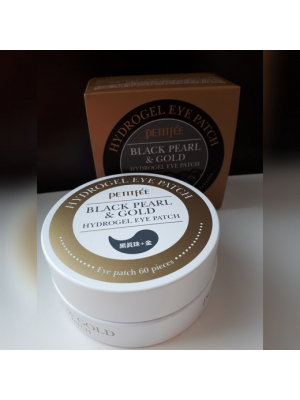 HYDROGEL EYE PATCH
PETITFÉE
BLACK PEARL
& GOLD
HYDROGEL EYE PATCH
HYDROGEL EYE PATCH
PETITFÉE
BLACK PEARL
& GOLD
HYDROGEL EYE PATCH
黑真珠+金
Eye patch 60 pieces
GOLD